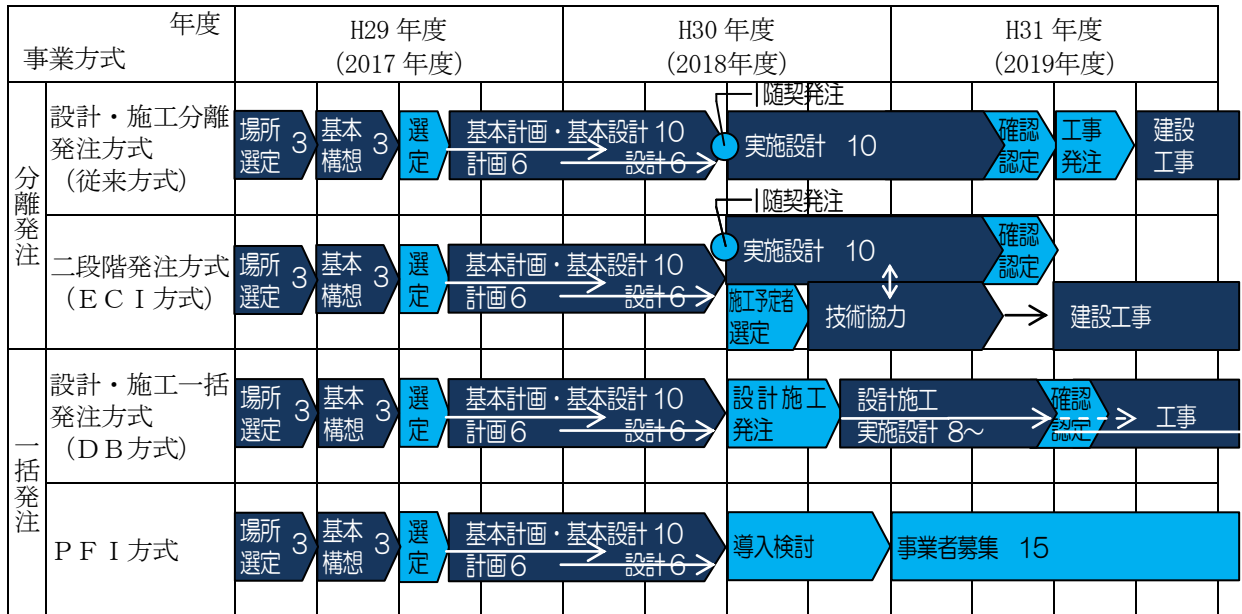 年度
事業方式
H29 年度
(2017 年度)
H30 年度
(2018年度)
H31 年度
(2019年度)
分離発注
設計・施工分離
発注方式
(従来方式)
場所
選定
3
基本
構想
3
選
定
基本計画・基本設計 10
計画6
設計6
随契発注
実施設計 10
確認
認定
工事
発注
建設
工事
二段階発注方式
(ECI方式)
場所
選定
3
基本
構想
3
選
定
基本計画・基本設計 10
計画6
設計6
随契発注
実施設計 10
確認
認定
施工予定者
選定
技術協力
建設工事
一括発注
設計・施工一括
発注方式
(DB方式)
場所
選定
3
基本
構想
3
選
定
基本計画・基本設計 10
計画6
設計6
設計施工
発注
設計施工
実施設計 8~
確認
認定
工事
PFI方式
場所
選定
3
基本
構想
3
選
定
基本計画・基本設計 10
計画6
設計6
導入検討
事業者募集 15